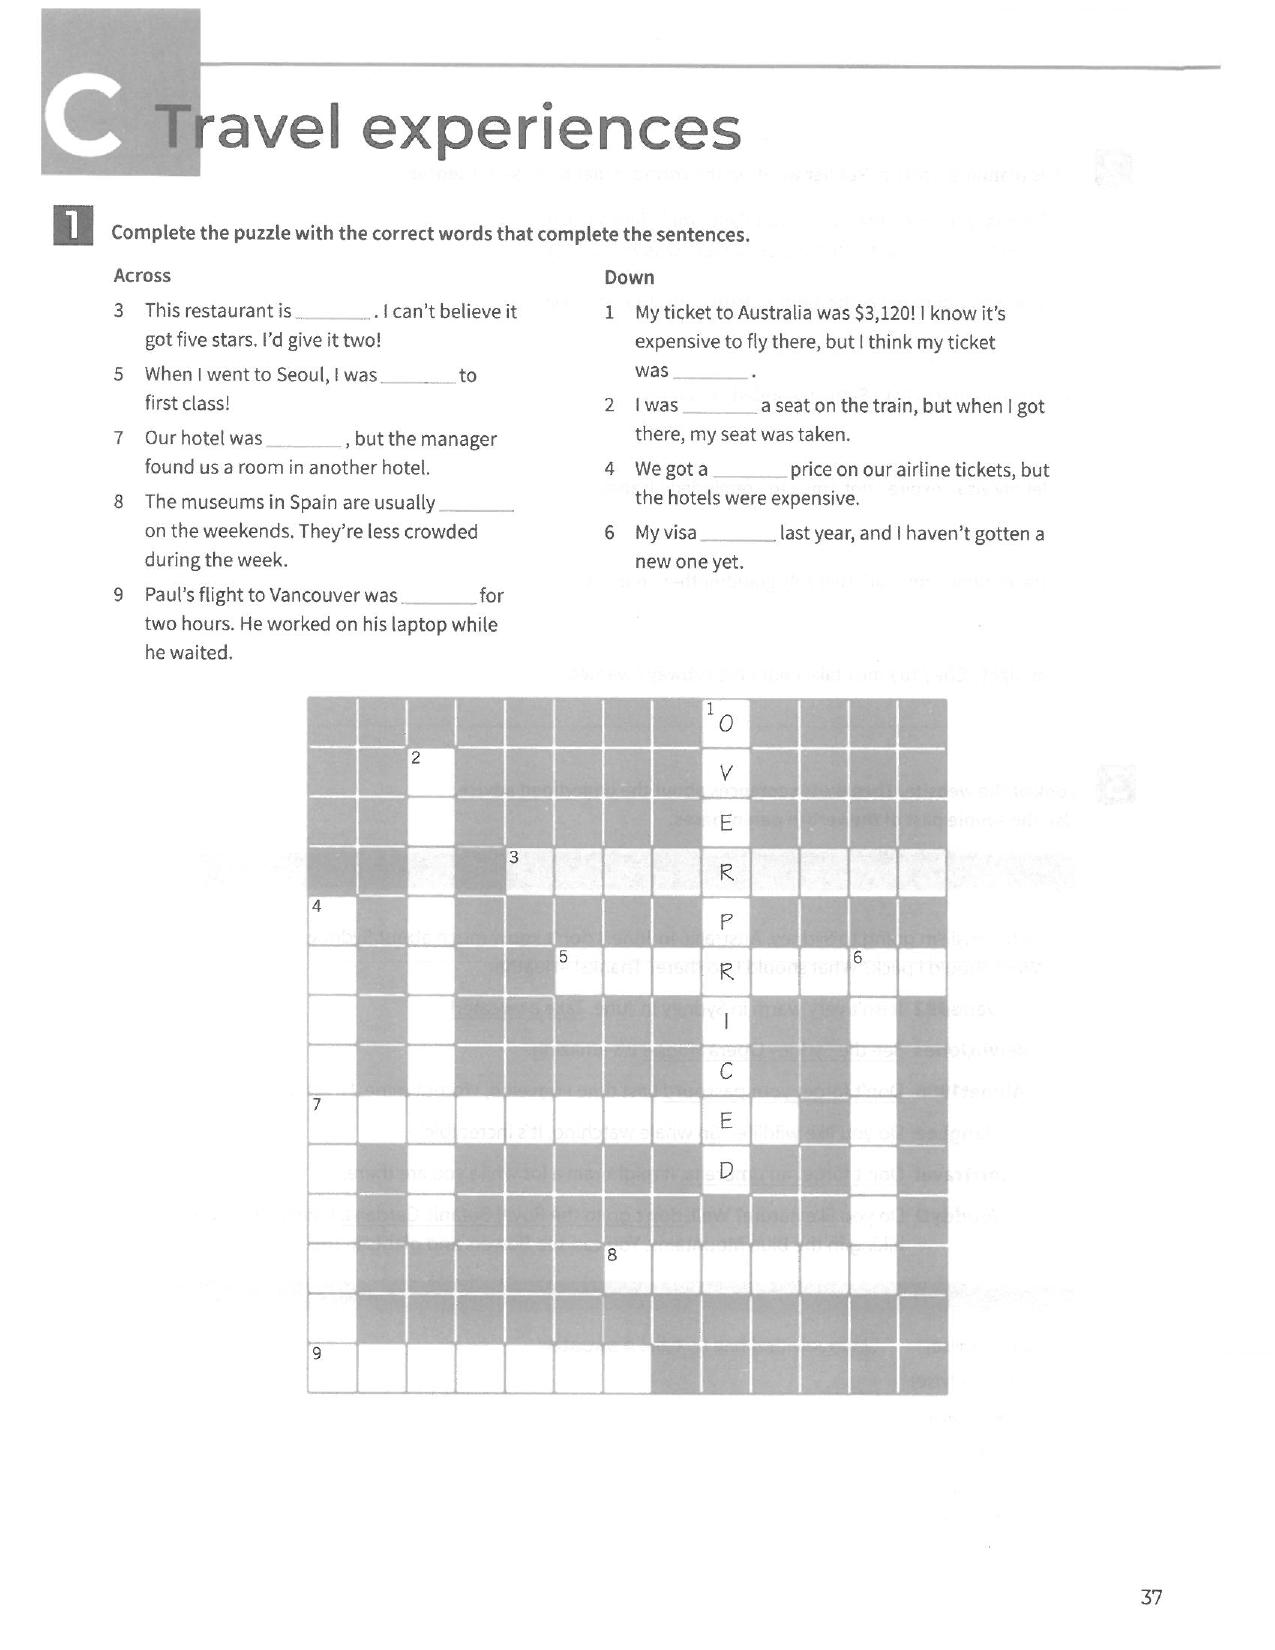 C Travel experiences
1 Complete the puzzle with the correct words that complete the sentences.
Across
3 This restaurant is ________. I can't believe it
got five stars. I'd give it two!
5 When I went to Seoul, I was ________ to
first class!
7 Our hotel was ________, but the manager
found us a room in another hotel.
8 The museums in Spain are usually ________
on the weekends. They're less crowded
during the week.
9 Paul's flight to Vancouver was ________ for
two hours. He worked on his laptop while
he waited.
Down
1 My ticket to Australia was $3,120! I know it's
expensive to fly there, but I think my ticket
was ________.
2 I was ________ a seat on the train, but when I got
there, my seat was taken.
4 We got a ________ price on our airline tickets, but
the hotels were expensive.
6 My visa ________ last year, and I haven't gotten a
new one yet.
1 O
2 V
E
3 R
4 P
5 R 6
I
C
7 E
D
8
9
37